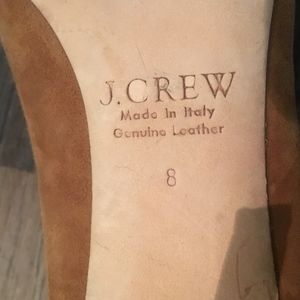 J.CREW
Made In Italy
Genuine Leather
8